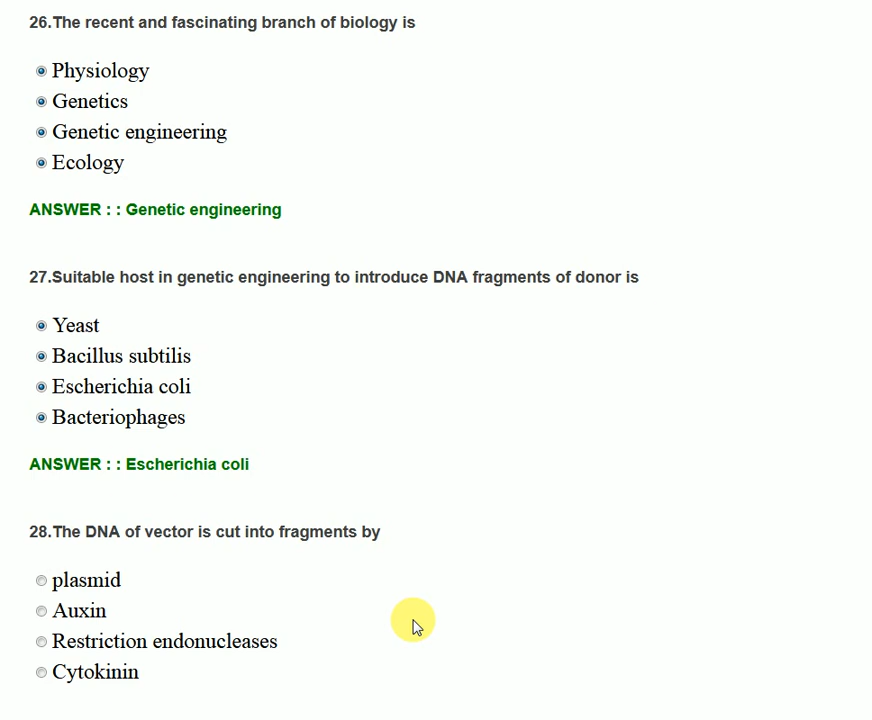 26.The recent and fascinating branch of biology is
Physiology
Genetics
Genetic engineering
Ecology
ANSWER : : Genetic engineering
27.Suitable host in genetic engineering to introduce DNA fragments of donor is
Yeast
Bacillus subtilis
Escherichia coli
Bacteriophages
ANSWER : : Escherichia coli
28.The DNA of vector is cut into fragments by
plasmid
Auxin
Restriction endonucleases
Cytokinin